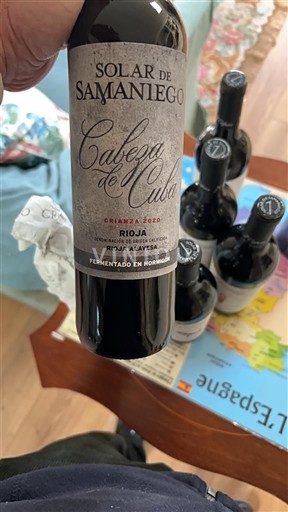 SOLAR DE
SAMANIEGO
Cabeza
de Cuba
CRIANZA 2020
RIOJA
DENOMINACIÓN DE ORIGEN CALIFICADA
RIOJA ALAVESA
FERMENTADO EN HORMIGÓN
L'Espagne